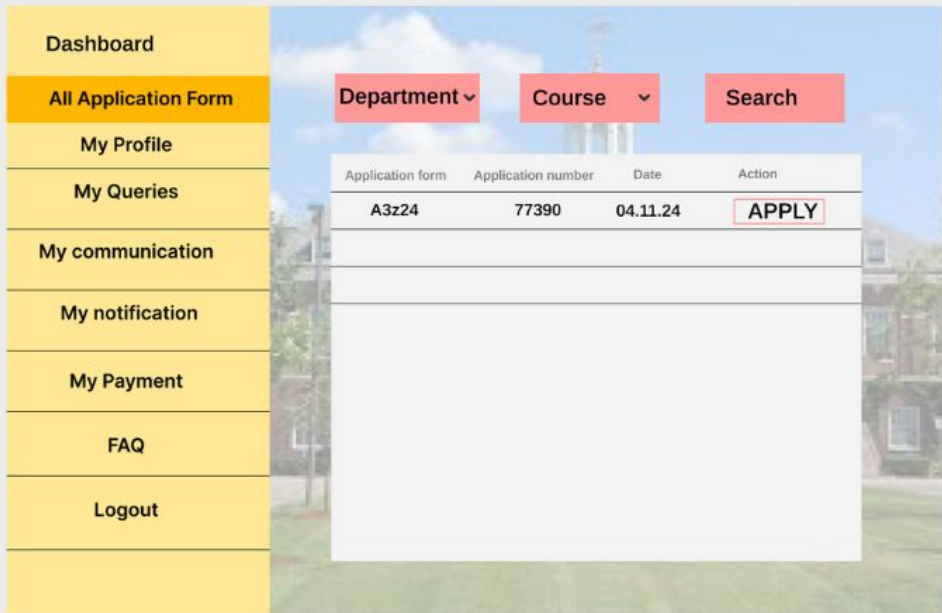 Dashboard
All Application Form
My Profile
My Queries
My communication
My notification
My Payment
FAQ
Logout
Department Course Search
Application form Application number Date Action
A3z24 77390 04.11.24 APPLY